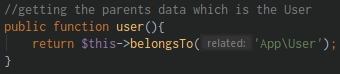 //getting the parents data which is the User
public function user(){
    return $this->belongsTo( related: 'App\User');
}